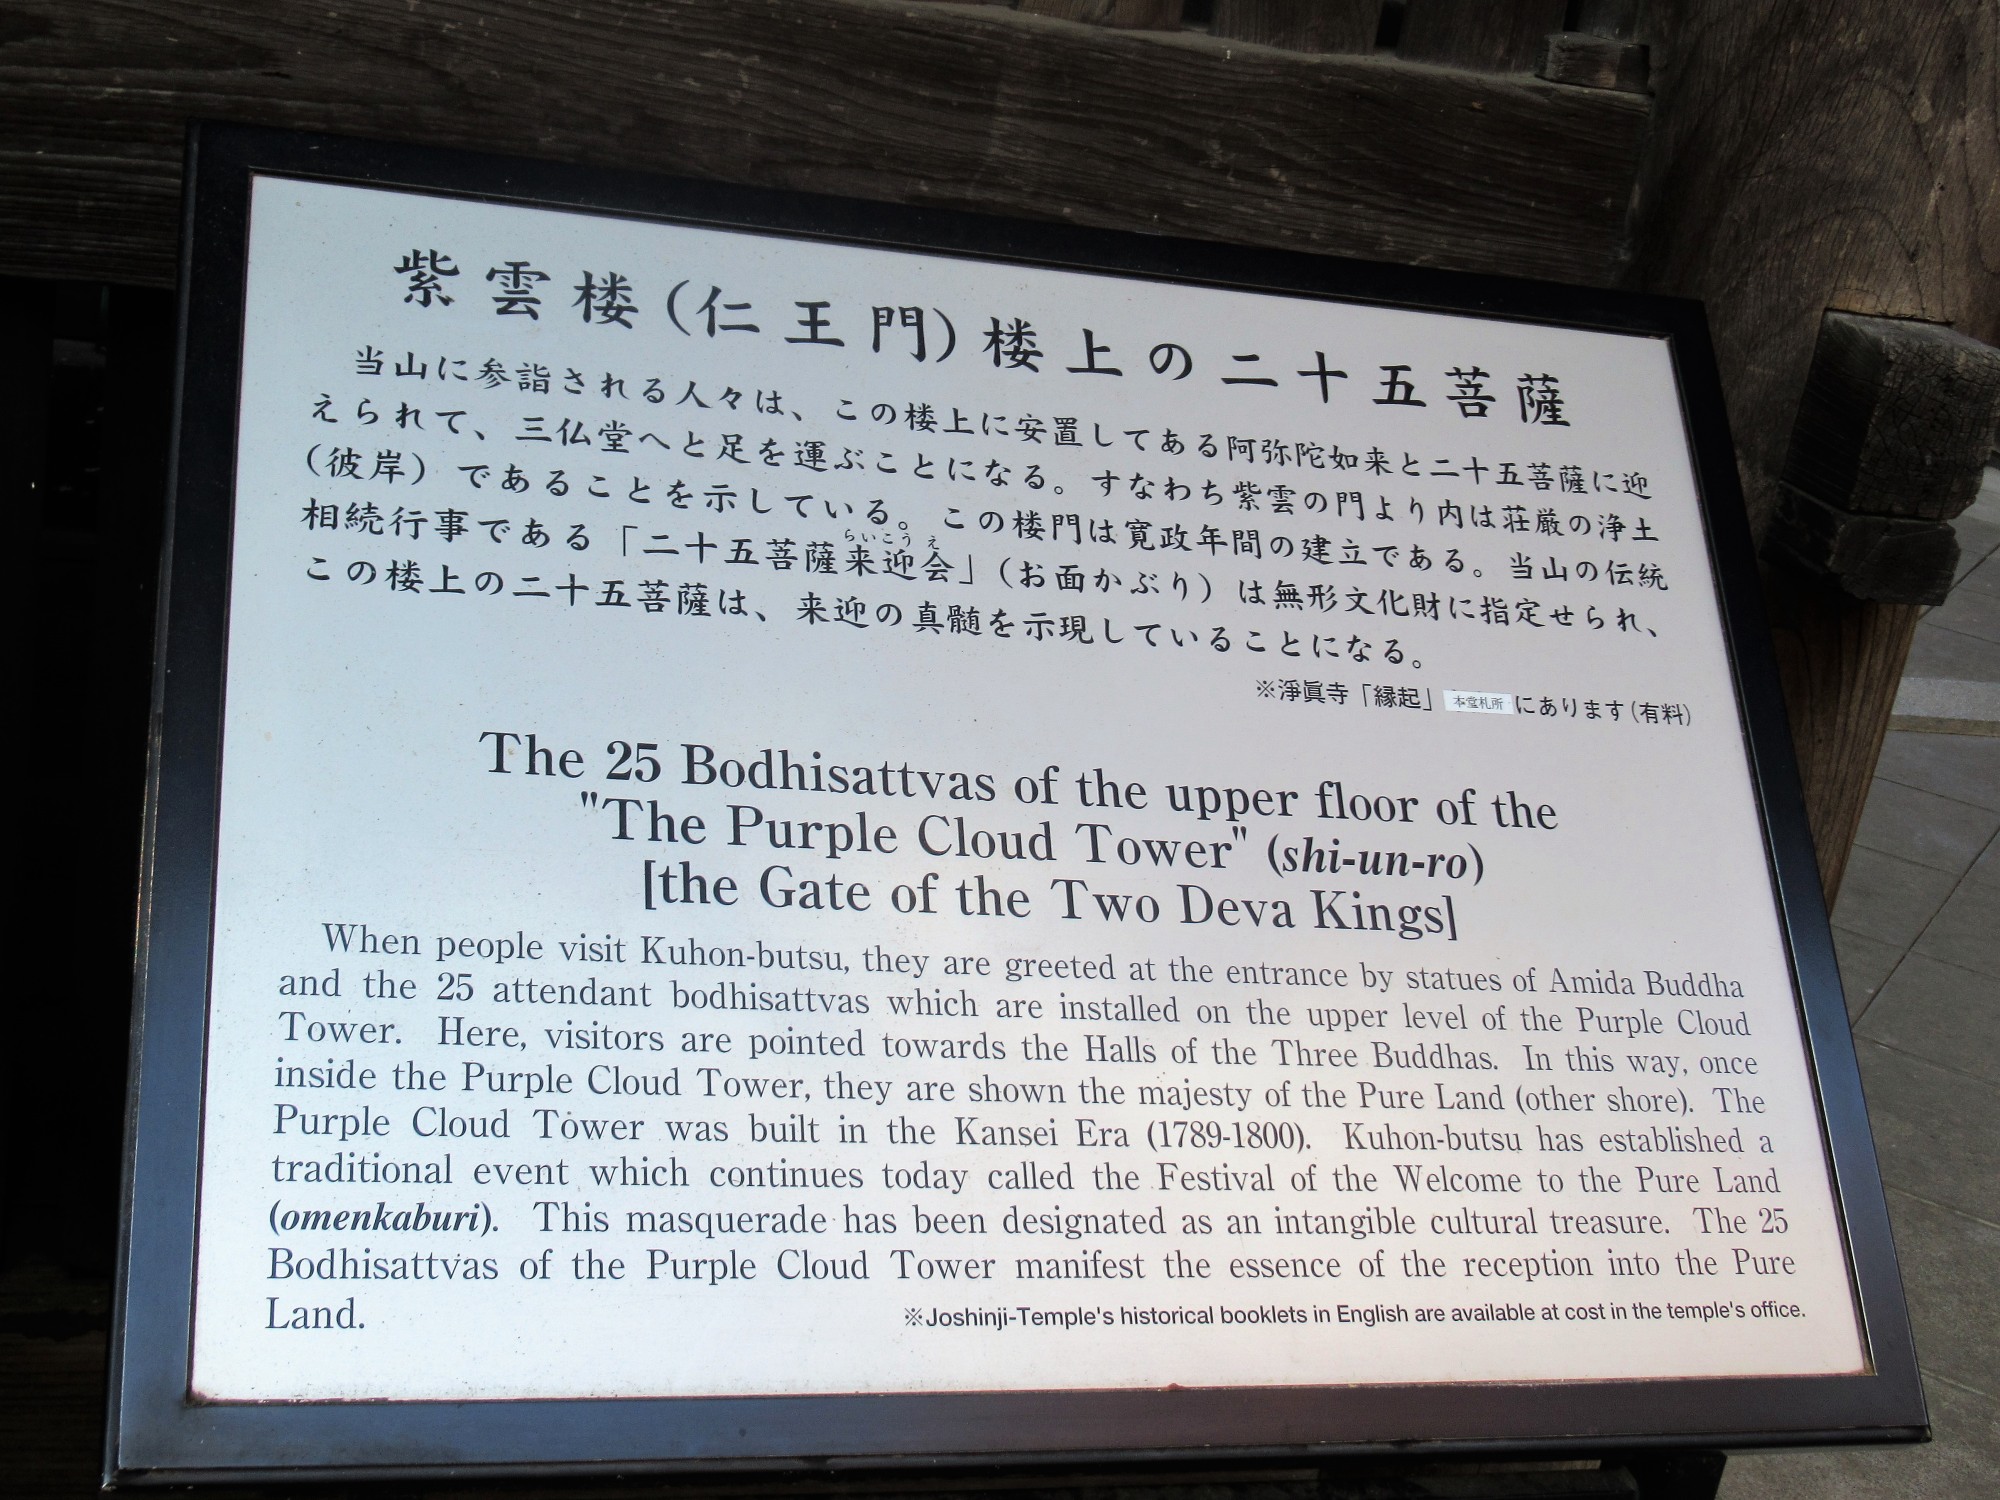 紫雲楼(仁王門)楼上の二十五菩薩
当山に参詣される人々は、この楼上に安置してある阿弥陀如来と二十五菩薩に迎
えられて、三仏堂へと足を運ぶことになる。すなわち紫雲の門より内は荘厳の浄土
(彼岸)であることを示している。この楼門は寛政年間の建立である。当山の伝統
らいこうえ
相続行事である「二十五菩薩来迎会」(お面かぶり)は無形文化財に指定せられ、
この楼上の二十五菩薩は、来迎の真髄を示現していることになる。
※淨眞寺「縁起」本堂札所にあります(有料)
The 25 Bodhisattvas of the upper floor of the
"The Purple Cloud Tower" (shi-un-ro)
[the Gate of the Two Deva Kings]
When people visit Kuhon-butsu, they are greeted at the entrance by statues of Amida Buddha
and the 25 attendant bodhisattvas which are installed on the upper level of the Purple Cloud
Tower. Here, visitors are pointed towards the Halls of the Three Buddhas. In this way, once
inside the Purple Cloud Tower, they are shown the majesty of the Pure Land (other shore). The
Purple Cloud Tower was built in the Kansei Era (1789-1800). Kuhon-butsu has established a
traditional event which continues today called the Festival of the Welcome to the Pure Land
(omenkaburi). This masquerade has been designated as an intangible cultural treasure. The 25
Bodhisattvas of the Purple Cloud Tower manifest the essence of the reception into the Pure
Land.
※Joshinji-Temple's historical booklets in English are available at cost in the temple's office.